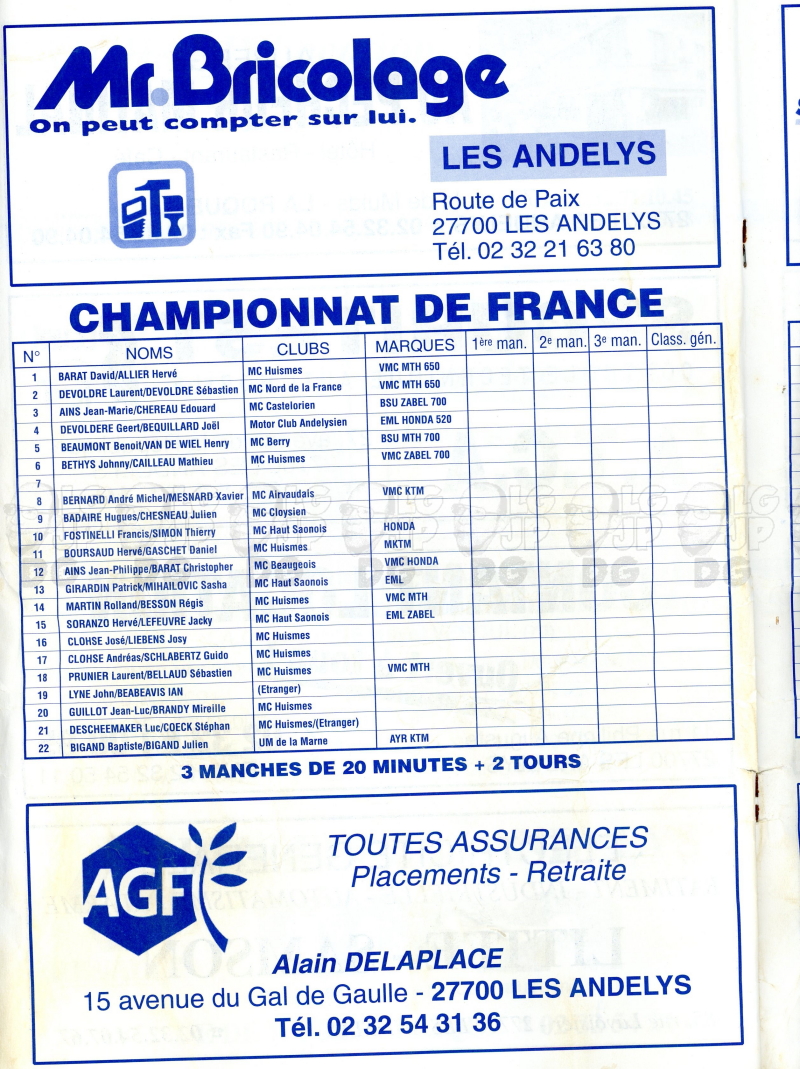 Mr.Bricolage
On peut compter sur lui.
LES ANDELYS
Route de Paix
27700 LES ANDELYS
Tél. 02 32 21 63 80
CHAMPIONNAT DE FRANCE
N° NOMS CLUBS MARQUES 1ère man. 2e man. 3e man. Class. gén.
1 BARAT David/ALLIER Hervé MC Huismes VMC MTH 650
2 DEVOLDRE Laurent/DEVOLDRE Sébastien MC Nord de la France VMC MTH 650
3 AINS Jean-Marie/CHEREAU Edouard MC Castelorien BSU ZABEL 700
4 DEVOLDERE Geert/BEQUILLARD Joël Motor Club Andelysien EML HONDA 520
5 BEAUMONT Benoit/VAN DE WIEL Henry MC Berry BSU MTH 700
6 BETHYS Johnny/CAILLEAU Mathieu MC Huismes VMC ZABEL 700
7
8 BERNARD André Michel/MESNARD Xavier MC Airvaudais VMC KTM
9 BADAIRE Hugues/CHESNEAU Julien MC Cloysien
10 FOSTINELLI Francis/SIMON Thierry MC Haut Saonois HONDA
11 BOURSAUD Hervé/GASCHET Daniel MC Huismes MKTM
12 AINS Jean-Philippe/BARAT Christopher MC Beaugeois VMC HONDA
13 GIRARDIN Patrick/MIHAILOVIC Sasha MC Haut Saonois EML
14 MARTIN Rolland/BESSON Régis MC Huismes VMC MTH
15 SORANZO Hervé/LEFEUVRE Jacky MC Haut Saonois EML ZABEL
16 CLOHSE José/LIEBENS Josy MC Huismes
17 CLOHSE Andréas/SCHLABERTZ Guido MC Huismes
18 PRUNIER Laurent/BELLAUD Sébastien MC Huismes VMC MTH
19 LYNE John/BEABEAVIS IAN (Etranger)
20 GUILLOT Jean-Luc/BRANDY Mireille MC Huismes
21 DESCHEEMAKER Luc/COECK Stéphan MC Huismes/(Etranger)
22 BIGAND Baptiste/BIGAND Julien UM de la Marne AYR KTM
3 MANCHES DE 20 MINUTES + 2 TOURS
AGF
TOUTES ASSURANCES
Placements - Retraite
Alain DELAPLACE
15 avenue du Gal de Gaulle - 27700 LES ANDELYS
Tél. 02 32 54 31 36